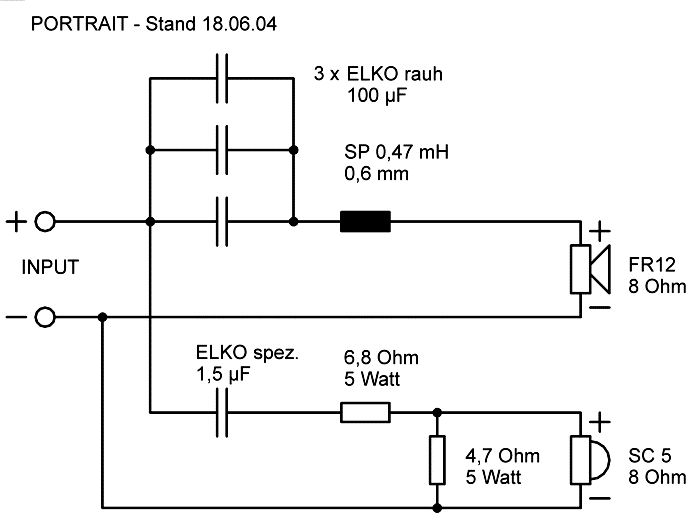 PORTRAIT - Stand 18.06.04
3 x ELKO rauh
100 µF
SP 0,47 mH
0,6 mm
+
+
INPUT
FR12
8 Ohm
−
−
ELKO spez.
1,5 µF
6,8 Ohm
5 Watt
+
4,7 Ohm
5 Watt
SC 5
8 Ohm
−